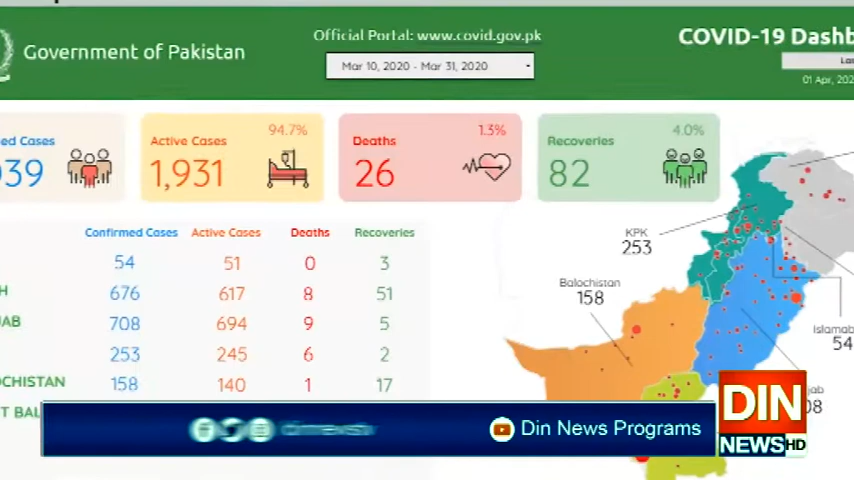 Official Portal: www.covid.gov.pk
COVID-19
Government of Pakistan
Mar 10, 2020 - Mar 31, 2020
01 Apr, 202
94.7%
1.3%
4.0%
ed Cases
Active Cases
Deaths
Recoveries
039
1,931
26
82
Confirmed Cases Active Cases Deaths Recoveries
54 51 0 3
H 676 617 8 51
AB 708 694 9 5
253 245 6 2
CHISTAN 158 140 1 17
T BAL
KPK
253
Balochistan
158
Islamab
54
jab
08
Din News Programs
DIN
NEWS HD